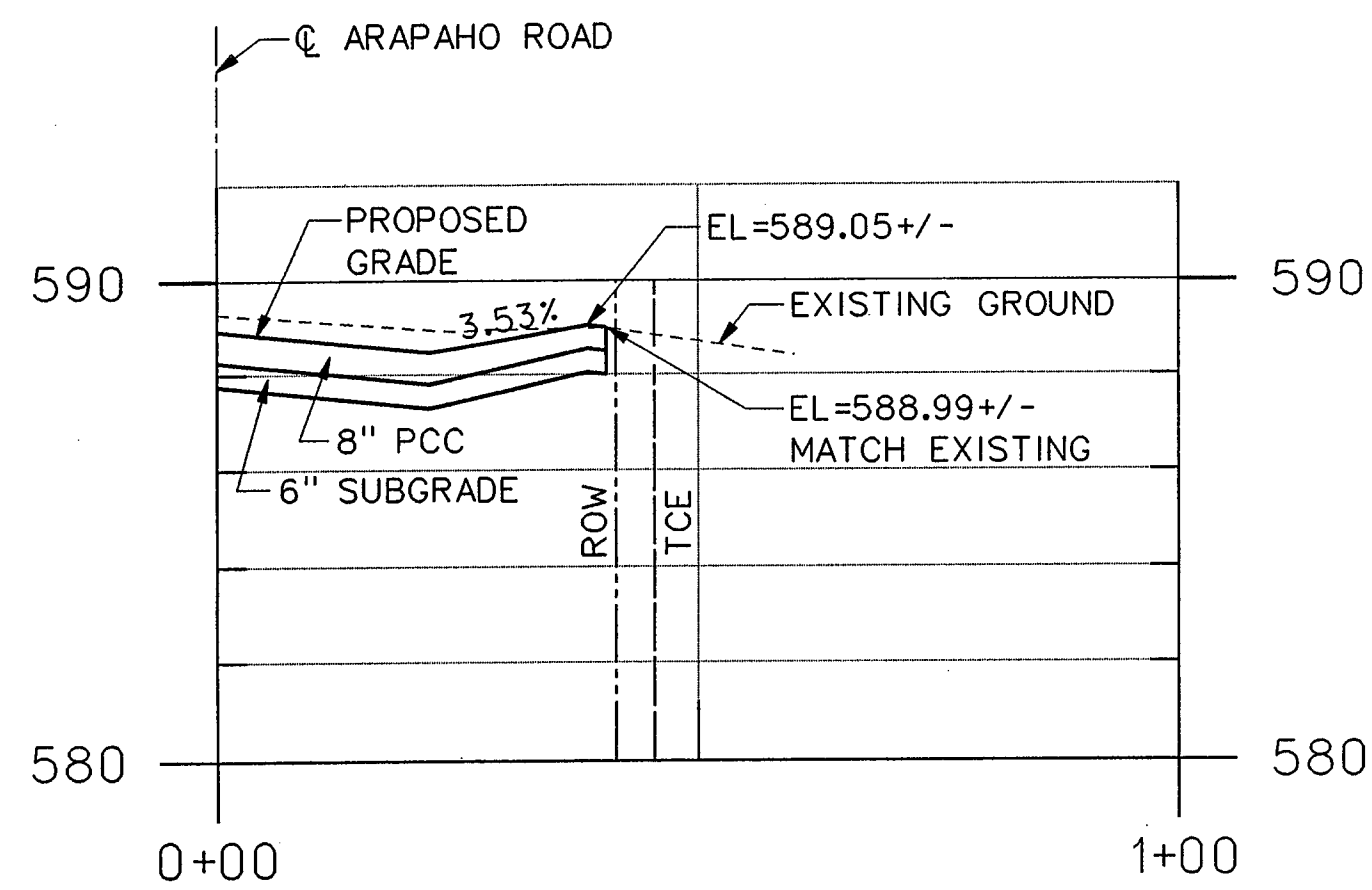 ℄ ARAPAHO ROAD
PROPOSED
GRADE
EL=589.05+/-
590
590
3.53%
EXISTING GROUND
EL=588.99+/-
MATCH EXISTING
8" PCC
6" SUBGRADE
ROW
TCE
580
580
0+00
1+00